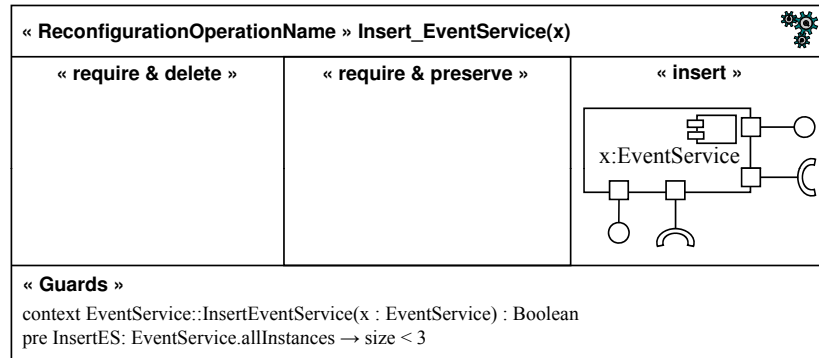 « ReconfigurationOperationName » Insert_EventService(x)
« require & delete »
« require & preserve »
« insert »
x:EventService
« Guards »
context EventService::InsertEventService(x : EventService) : Boolean
pre InsertES: EventService.allInstances → size < 3